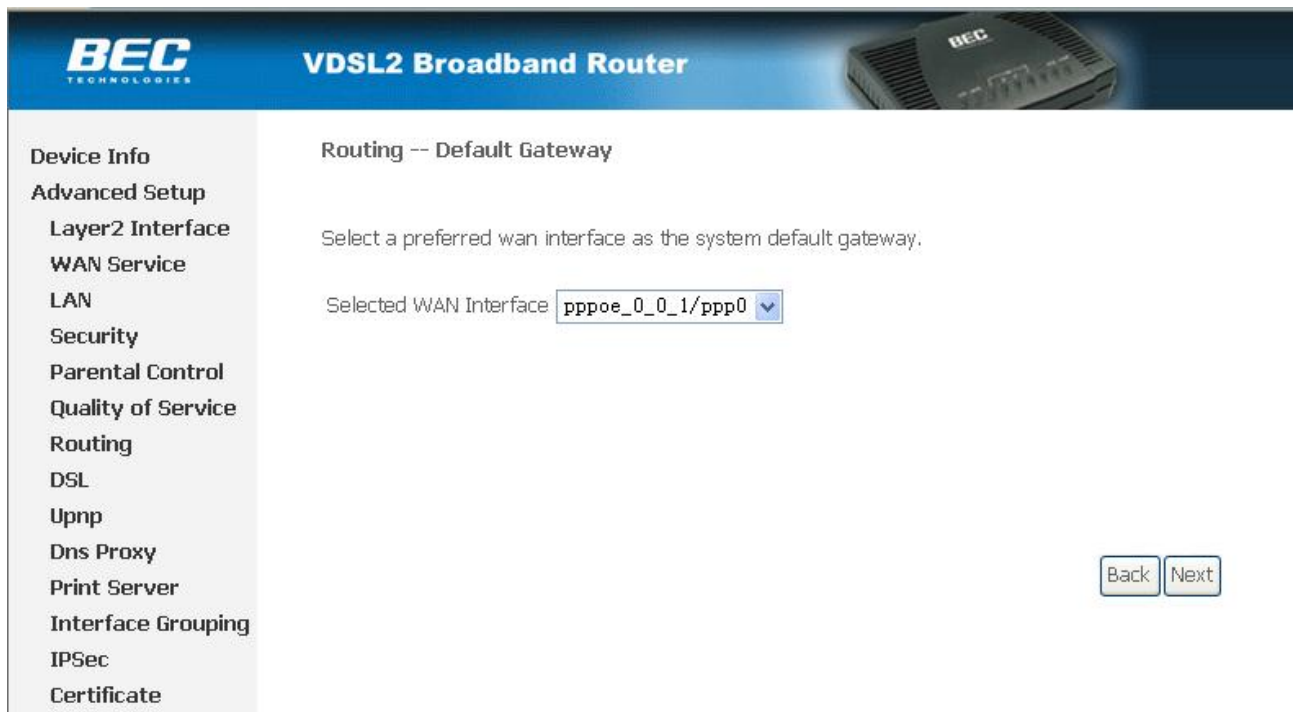 BEC
TECHNOLOGIES
VDSL2 Broadband Router
BEC
Device Info
Advanced Setup
Layer2 Interface
WAN Service
LAN
Security
Parental Control
Quality of Service
Routing
DSL
Upnp
Dns Proxy
Print Server
Interface Grouping
IPSec
Certificate
Routing -- Default Gateway
Select a preferred wan interface as the system default gateway.
Selected WAN Interface pppoe_0_0_1/ppp0
Back Next